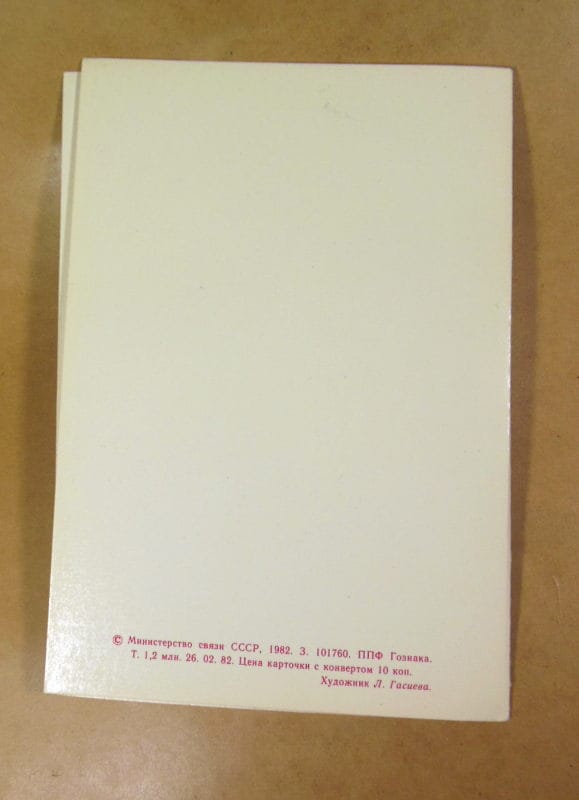 © Министерство связи СССР, 1982. З. 101760. ППФ Гознака.
Т. 1,2 млн. 26. 02. 82. Цена карточки с конвертом 10 коп.
Художник Л. Гасиева.